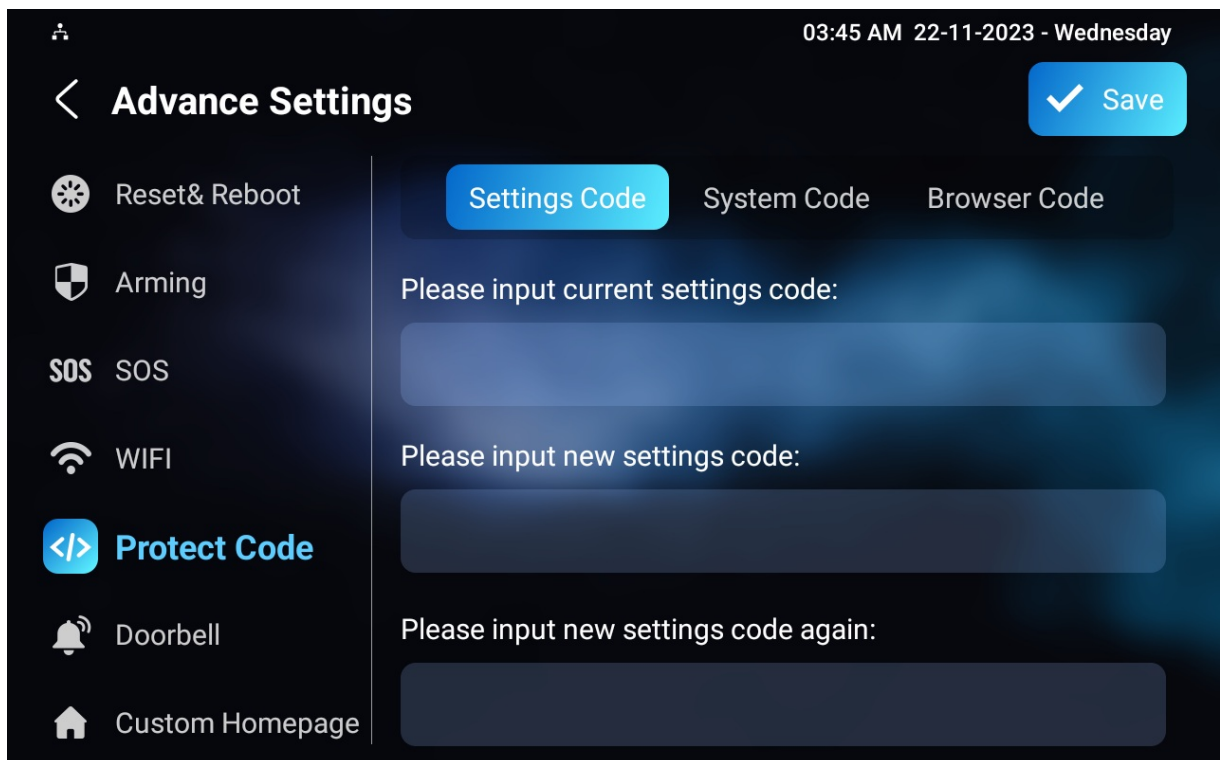 03:45 AM 22-11-2023 - Wednesday
Advance Settings
Save
Reset& Reboot
Arming
SOS SOS
WIFI
Protect Code
Doorbell
Custom Homepage
Settings Code System Code Browser Code
Please input current settings code:
Please input new settings code:
Please input new settings code again: